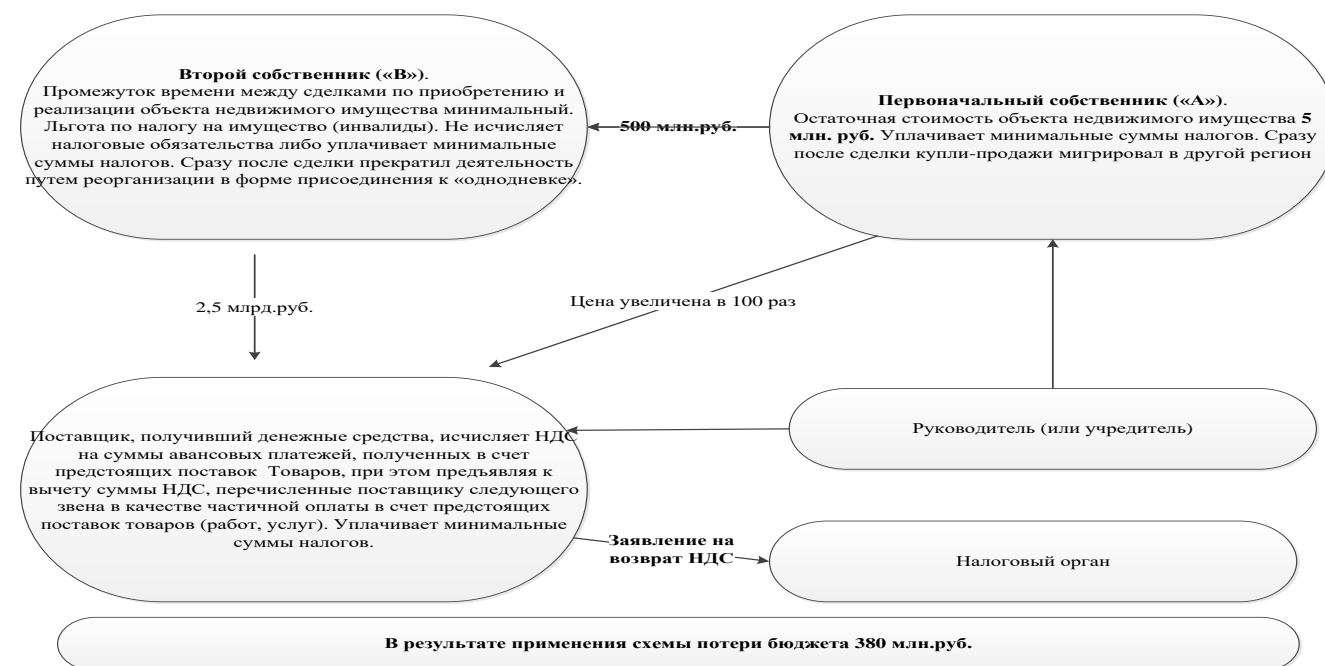 Второй собственник («В»).
Промежуток времени между сделками по приобретению и
реализации объекта недвижимого имущества минимальный.
Льгота по налогу на имущество (инвалиды). Не исчисляет
налоговые обязательства либо уплачивает минимальные
суммы налогов. Сразу после сделки прекратил деятельность
путем реорганизации в форме присоединения к «однодневке».
500 млн.руб.
Первоначальный собственник («А»).
Остаточная стоимость объекта недвижимого имущества 5
млн. руб. Уплачивает минимальные суммы налогов. Сразу
после сделки купли-продажи мигрировал в другой регион
2,5 млрд.руб.
Цена увеличена в 100 раз
Поставщик, получивший денежные средства, исчисляет НДС
на суммы авансовых платежей, полученных в счет
предстоящих поставок Товаров, при этом предъявляя к
вычету суммы НДС, перечисленные поставщику следующего
звена в качестве частичной оплаты в счет предстоящих
поставок товаров (работ, услуг). Уплачивает минимальные
суммы налогов.
Руководитель (или учредитель)
Заявление на
возврат НДС
Налоговый орган
В результате применения схемы потери бюджета 380 млн.руб.